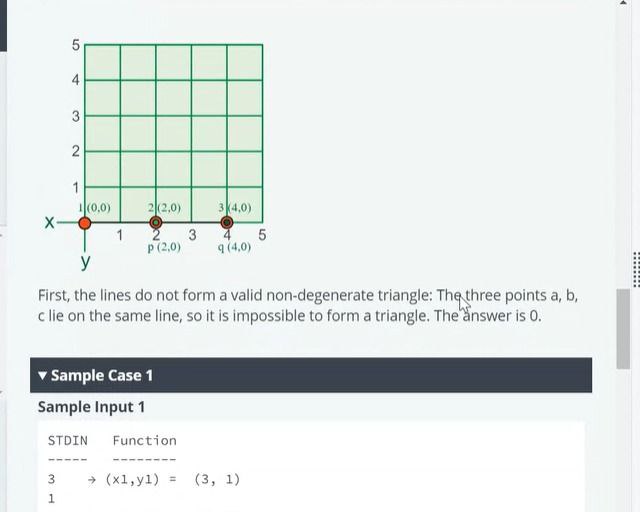 5
4
3
2
1
1 (0,0) 2 (2,0) 3 (4,0)
X
1 2 3 4 5
p (2,0) q (4,0)
y
First, the lines do not form a valid non-degenerate triangle: The three points a, b,
c lie on the same line, so it is impossible to form a triangle. The answer is 0.
▼ Sample Case 1
Sample Input 1
STDIN Function
----- --------
3 → (x1,y1) = (3, 1)
1